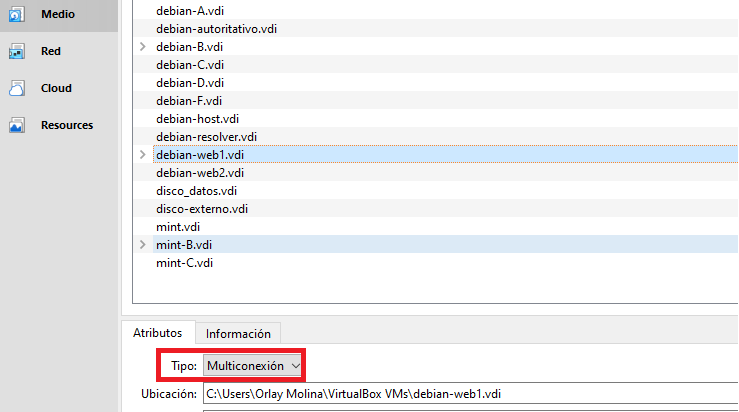 Medio
Red
Cloud
Resources
debian-A.vdi
debian-autoritativo.vdi
debian-B.vdi
debian-C.vdi
debian-D.vdi
debian-F.vdi
debian-host.vdi
debian-resolver.vdi
debian-web1.vdi
debian-web2.vdi
disco_datos.vdi
disco-externo.vdi
mint.vdi
mint-B.vdi
mint-C.vdi
Atributos Información
Tipo: Multiconexión
Ubicación: C:\Users\Orlay Molina\VirtualBox VMs\debian-web1.vdi